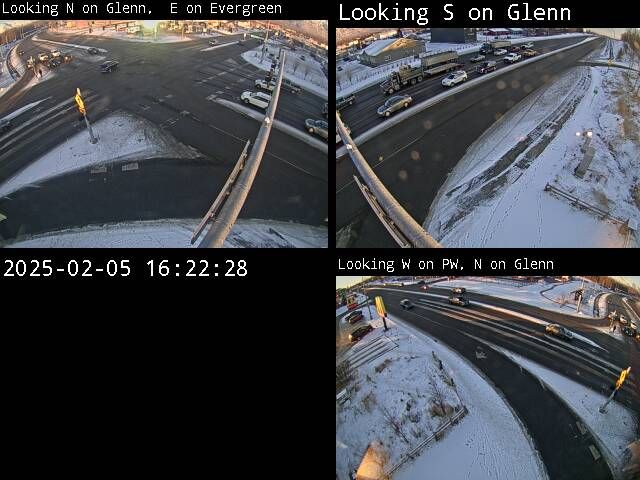 Looking N on Glenn,  E on Evergreen
Looking S on Glenn
2025-02-05 16:22:28
Looking W on PW, N on Glenn